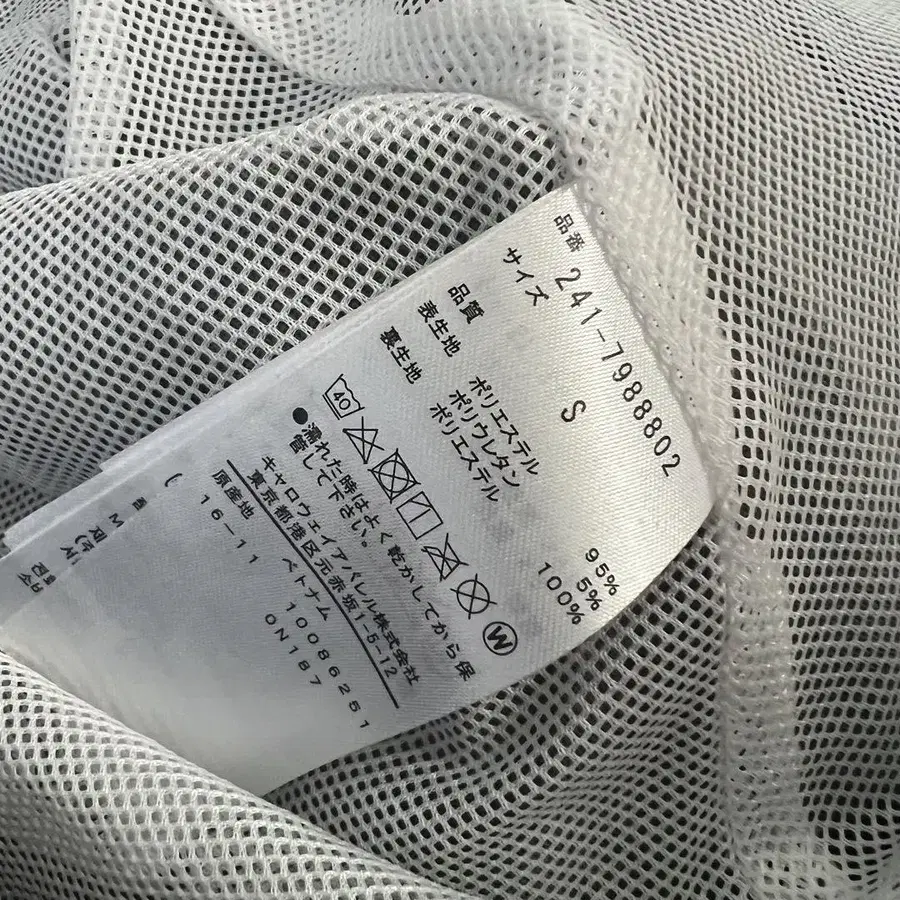 品番 241-7988802
サイズ S
品質
表生地 ポリエステル 95%
ポリウレタン 5%
裏生地 ポリエステル 100%
40
W
●濡れた時はよく乾かしてから保
管して下さい。
キャロウェイアパレル株式会社
東京都港区元赤坂1-5-12
原産地 ベトナム 10086251
16-11 0N187